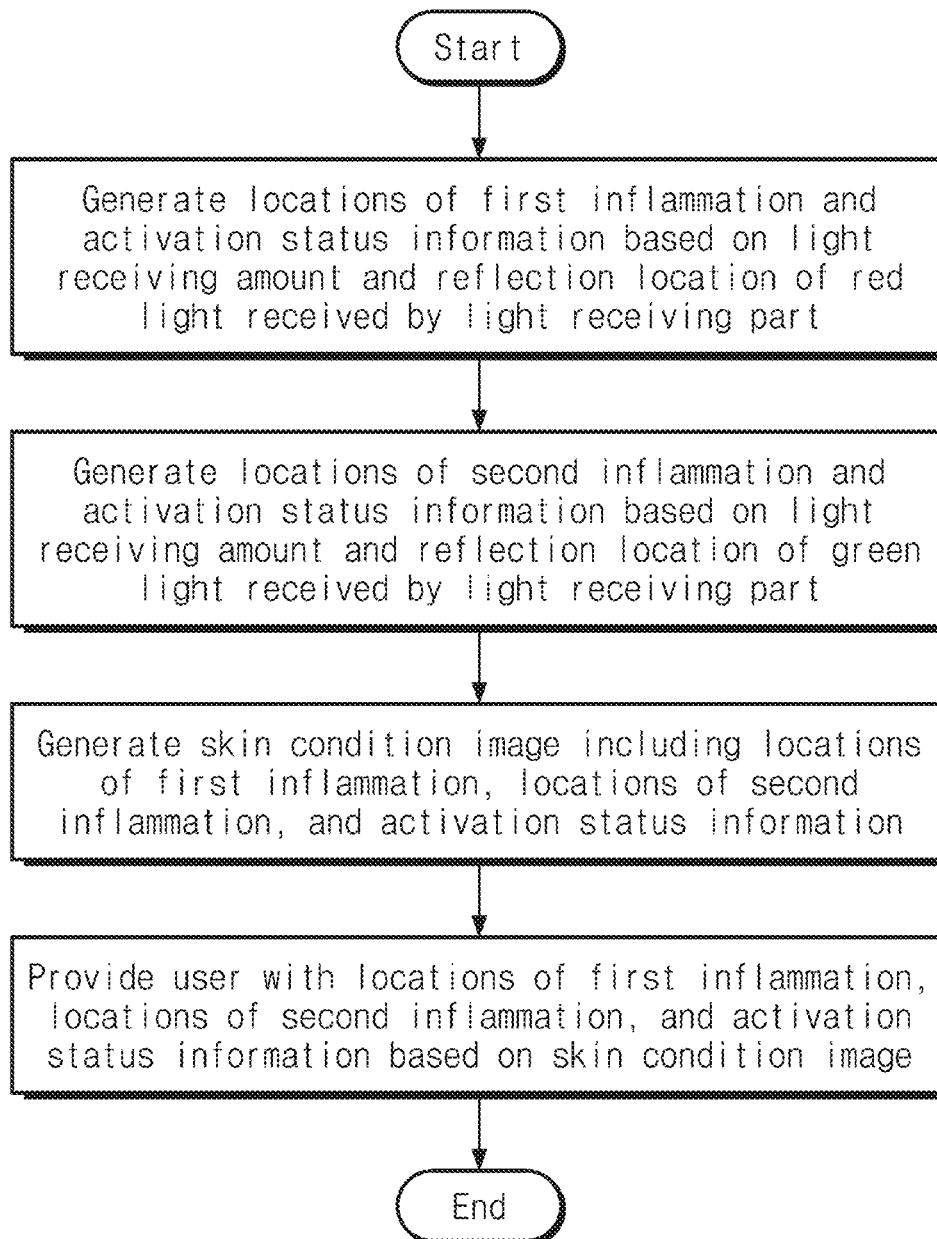 Start
Generate locations of first inflammation and
activation status information based on light
receiving amount and reflection location of red
light received by light receiving part
Generate locations of second inflammation and
activation status information based on light
receiving amount and reflection location of green
light received by light receiving part
Generate skin condition image including locations
of first inflammation, locations of second
inflammation, and activation status information
Provide user with locations of first inflammation,
locations of second inflammation, and activation
status information based on skin condition image
End